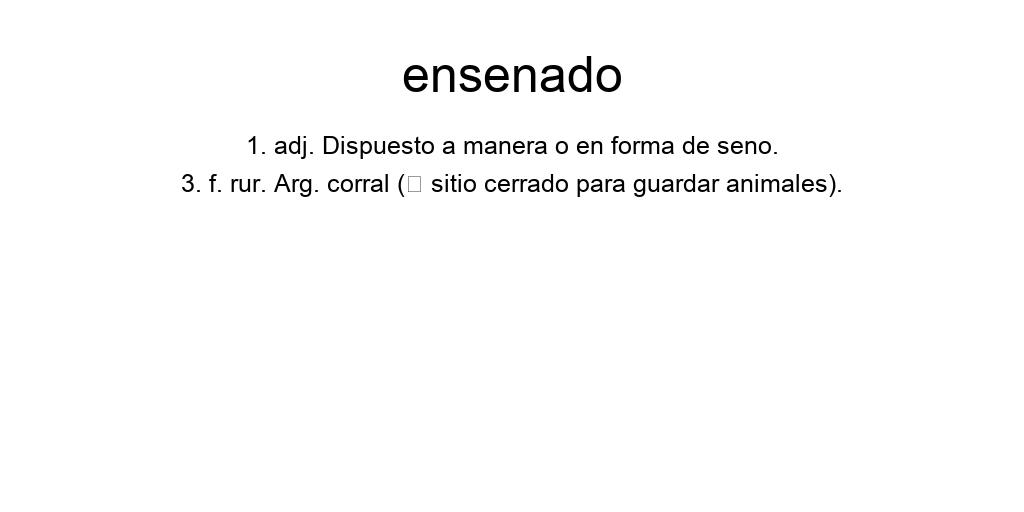 ensenado
1. adj. Dispuesto a manera o en forma de seno.
3. f. rur. Arg. corral (▯ sitio cerrado para guardar animales).